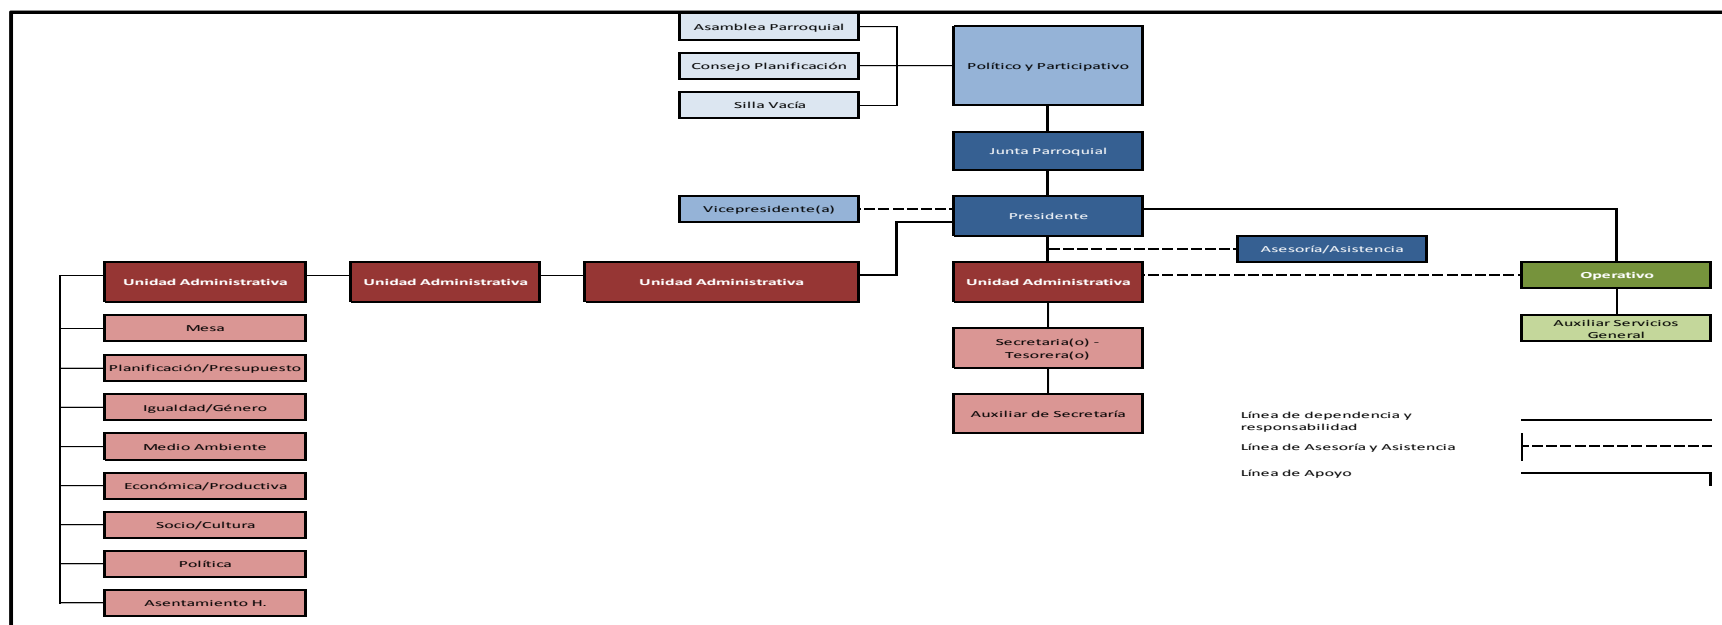 Asamblea Parroquial
Consejo Planificación
Silla Vacía
Político y Participativo
Junta Parroquial
Vicepresidente(a)
Presidente
Asesoría/Asistencia
Unidad Administrativa
Unidad Administrativa
Unidad Administrativa
Unidad Administrativa
Operativo
Mesa
Planificación/Presupuesto
Igualdad/Género
Medio Ambiente
Económica/Productiva
Socio/Cultura
Política
Asentamiento H.
Secretaria(o) -
Tesorera(o)
Auxiliar de Secretaría
Auxiliar Servicios
General
Línea de dependencia y
responsabilidad
Línea de Asesoría y Asistencia
Línea de Apoyo